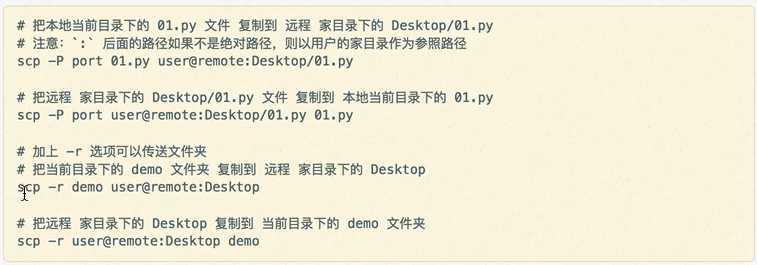 # 把本地当前目录下的 01.py 文件 复制到 远程 家目录下的 Desktop/01.py
# 注意：`:` 后面的路径如果不是绝对路径，则以用户的家目录作为参照路径
scp -P port 01.py user@remote:Desktop/01.py
# 把远程 家目录下的 Desktop/01.py 文件 复制到 本地当前目录下的 01.py
scp -P port user@remote:Desktop/01.py 01.py
# 加上 -r 选项可以传送文件夹
# 把当前目录下的 demo 文件夹 复制到 远程 家目录下的 Desktop
scp -r demo user@remote:Desktop
# 把远程 家目录下的 Desktop 复制到 当前目录下的 demo 文件夹
scp -r user@remote:Desktop demo